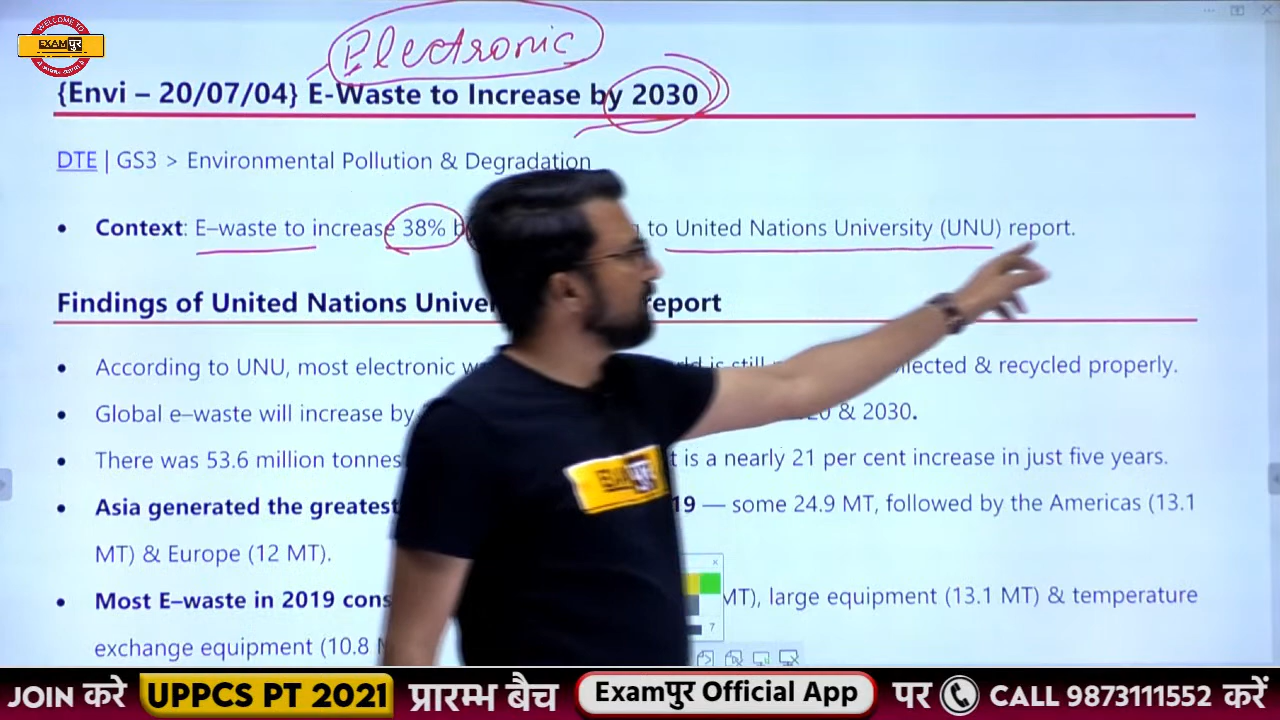 WELCOME TO
EXAMपुर
Electronic
{Envi – 20/07/04} E-Waste to Increase by 2030
DTE | GS3 > Environmental Pollution & Degradation
• Context: E–waste to increase 38% to United Nations University (UNU) report.
Findings of United Nations report
• According to UNU, most electronic is still & recycled properly.
• Global e–waste will increase by & 2030.
• There was 53.6 million tonnes is a nearly 21 per cent increase in just five years.
• Asia generated the greatest 19 — some 24.9 MT, followed by the Americas (13.1
MT) & Europe (12 MT).
• Most E–waste in 2019 MT), large equipment (13.1 MT) & temperature
exchange equipment (10.8
7
JOIN करे UPPCS PT 2021 प्रारम्भ बैच Examपुर Official App पर CALL 9873111552 करें